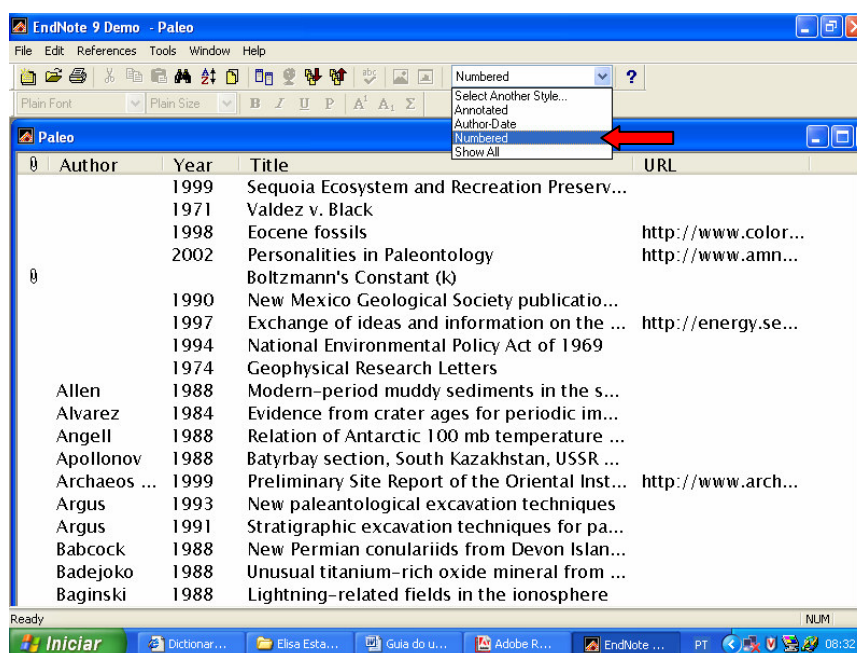 EndNote 9 Demo - Paleo
File Edit References Tools Window Help
Numbered
Plain Font Plain Size B I U P A¹ A₁ Σ
Select Another Style...
Annotated
Author-Date
Numbered
Show All
Paleo
Author Year Title URL
1999 Sequoia Ecosystem and Recreation Preserv...
1971 Valdez v. Black
1998 Eocene fossils http://www.color...
2002 Personalities in Paleontology http://www.amn...
Boltzmann's Constant (k)
1990 New Mexico Geological Society publicatio...
1997 Exchange of ideas and information on the ... http://energy.se...
1994 National Environmental Policy Act of 1969
1974 Geophysical Research Letters
Allen 1988 Modern-period muddy sediments in the s...
Alvarez 1984 Evidence from crater ages for periodic im...
Angell 1988 Relation of Antarctic 100 mb temperature ...
Apollonov 1988 Batyrbay section, South Kazakhstan, USSR ...
Archaeos ... 1999 Preliminary Site Report of the Oriental Inst... http://www.arch...
Argus 1993 New paleantological excavation techniques
Argus 1991 Stratigraphic excavation techniques for pa...
Babcock 1988 New Permian conulariids from Devon Islan...
Badejoko 1988 Unusual titanium-rich oxide mineral from ...
Baginski 1988 Lightning-related fields in the ionosphere
Ready NUM
Iniciar Dictionar... Elisa Esta... Guia do u... Adobe R... EndNote ... PT 08:32